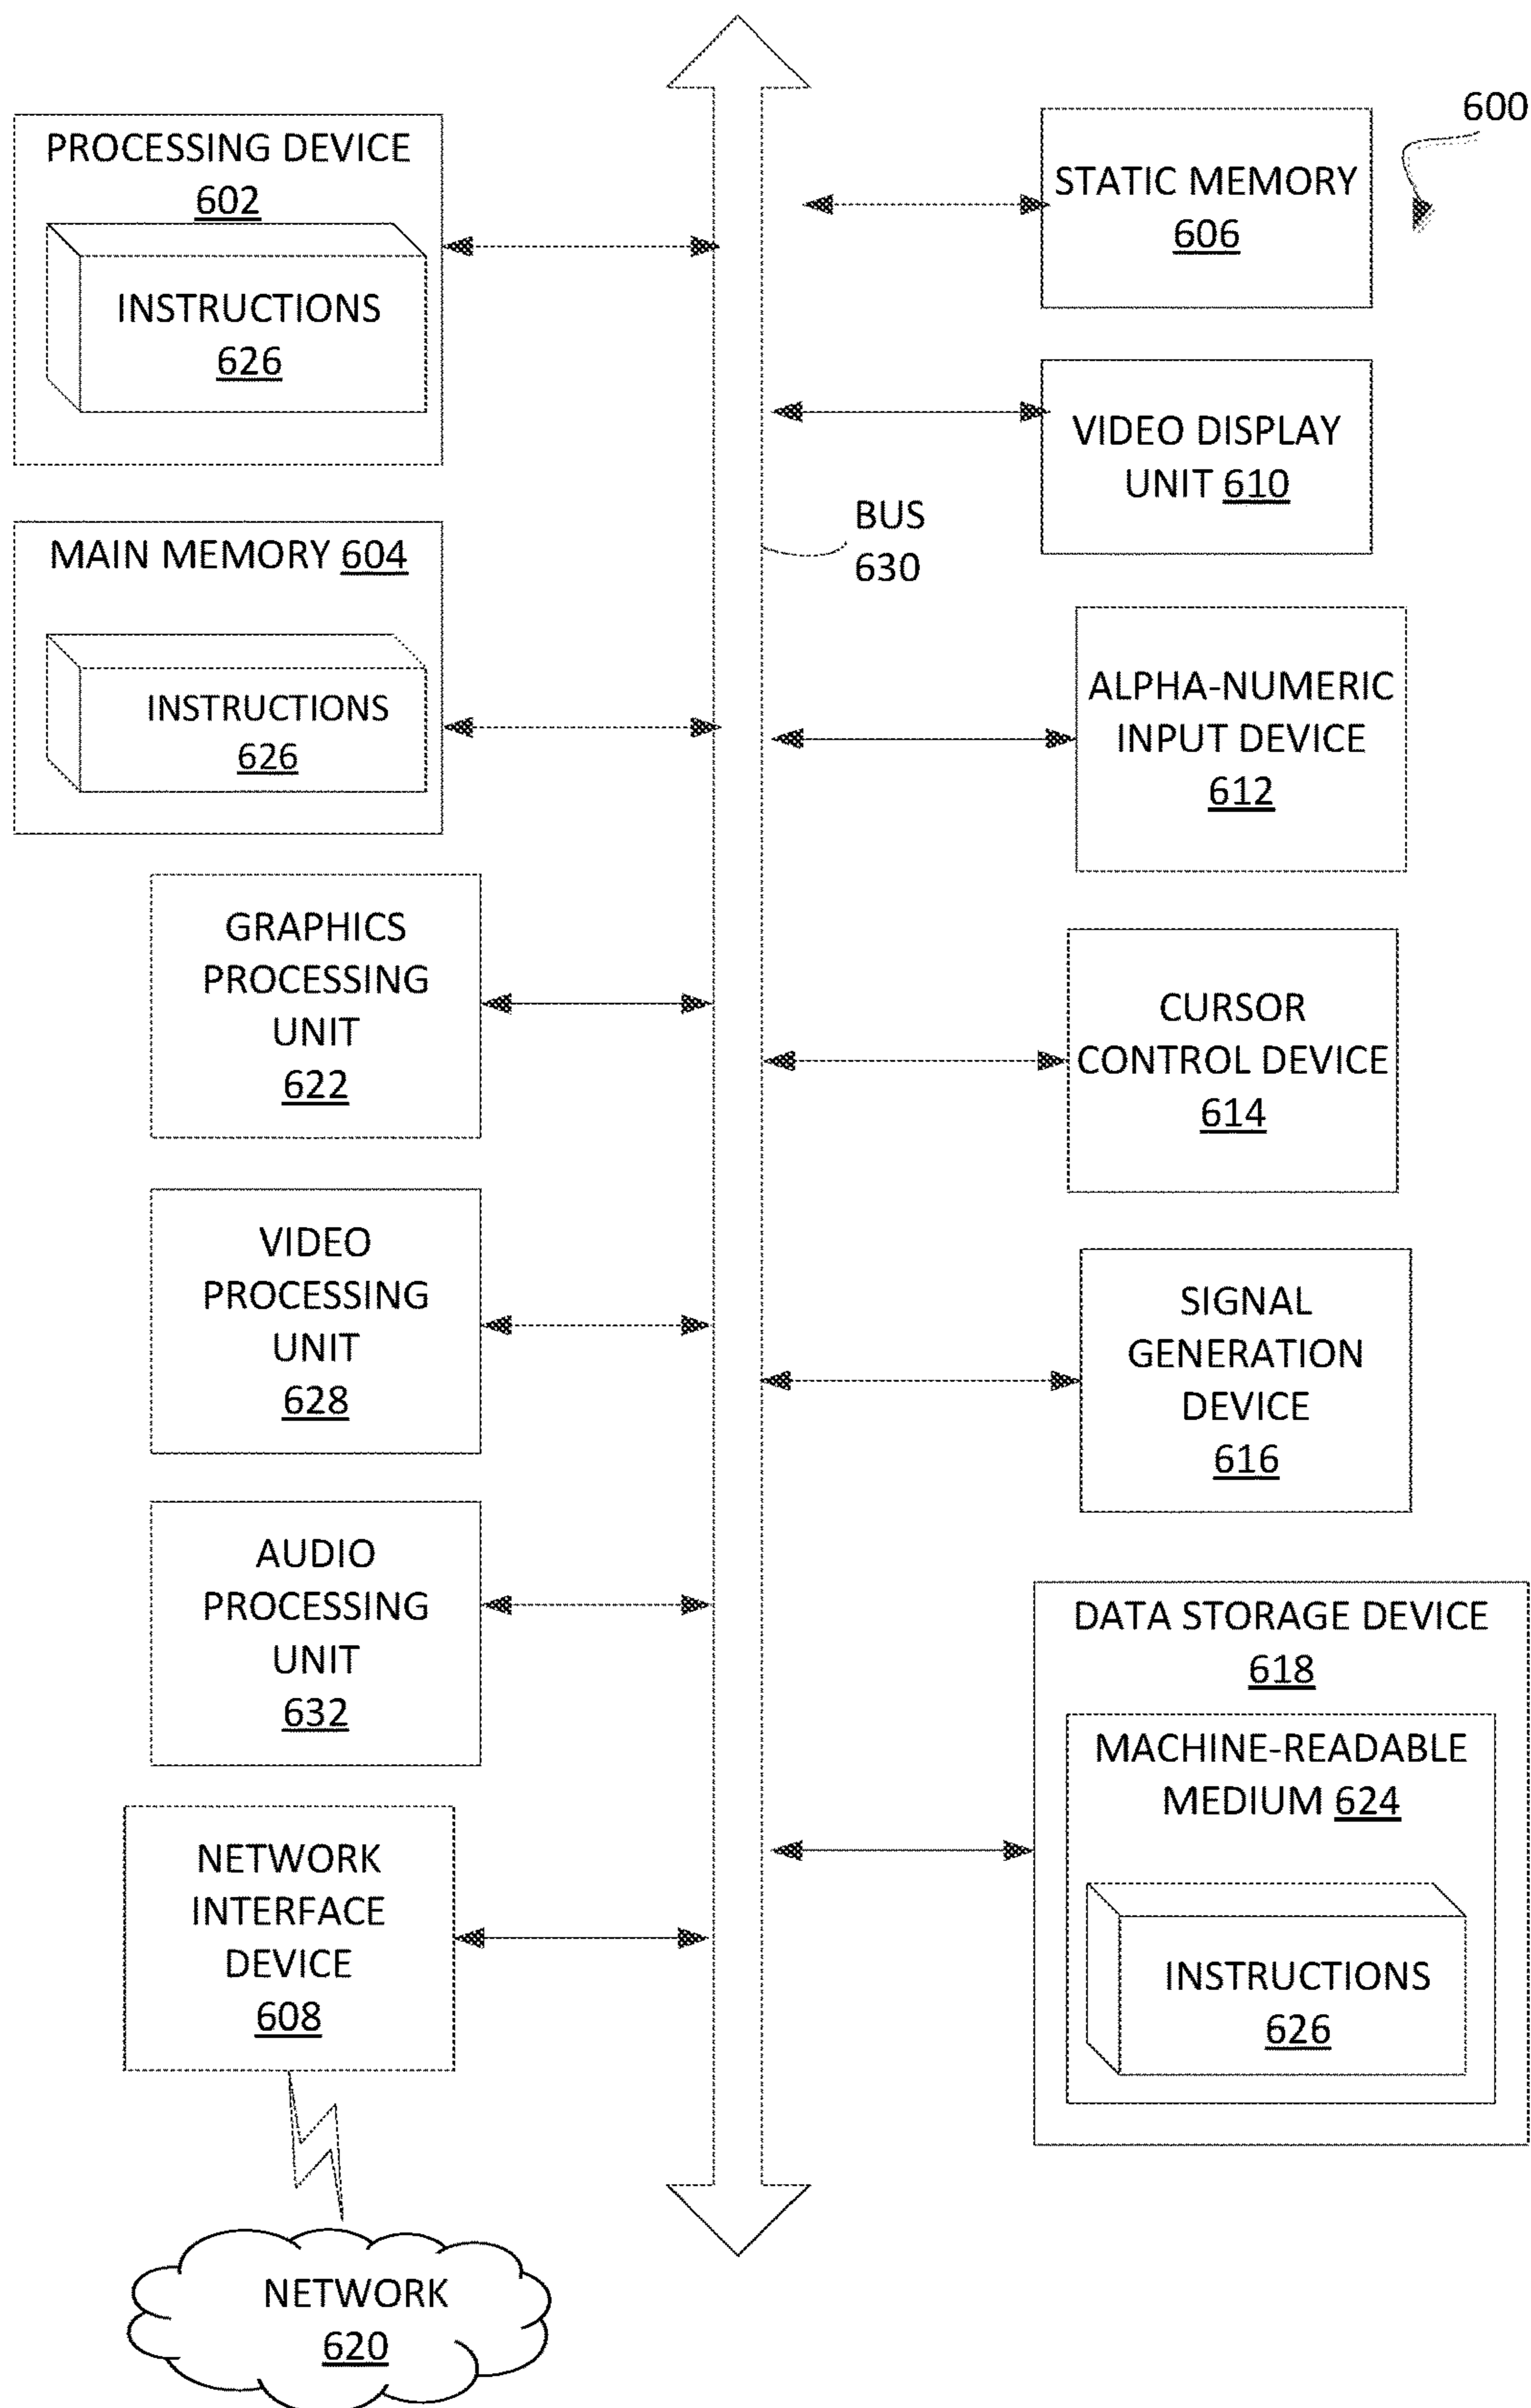 PROCESSING DEVICE
602
INSTRUCTIONS
626
MAIN MEMORY 604
INSTRUCTIONS
626
GRAPHICS
PROCESSING
UNIT
622
VIDEO
PROCESSING
UNIT
628
AUDIO
PROCESSING
UNIT
632
NETWORK
INTERFACE
DEVICE
608
NETWORK
620
BUS
630
600
STATIC MEMORY
606
VIDEO DISPLAY
UNIT 610
ALPHA-NUMERIC
INPUT DEVICE
612
CURSOR
CONTROL DEVICE
614
SIGNAL
GENERATION
DEVICE
616
DATA STORAGE DEVICE
618
MACHINE-READABLE
MEDIUM 624
INSTRUCTIONS
626